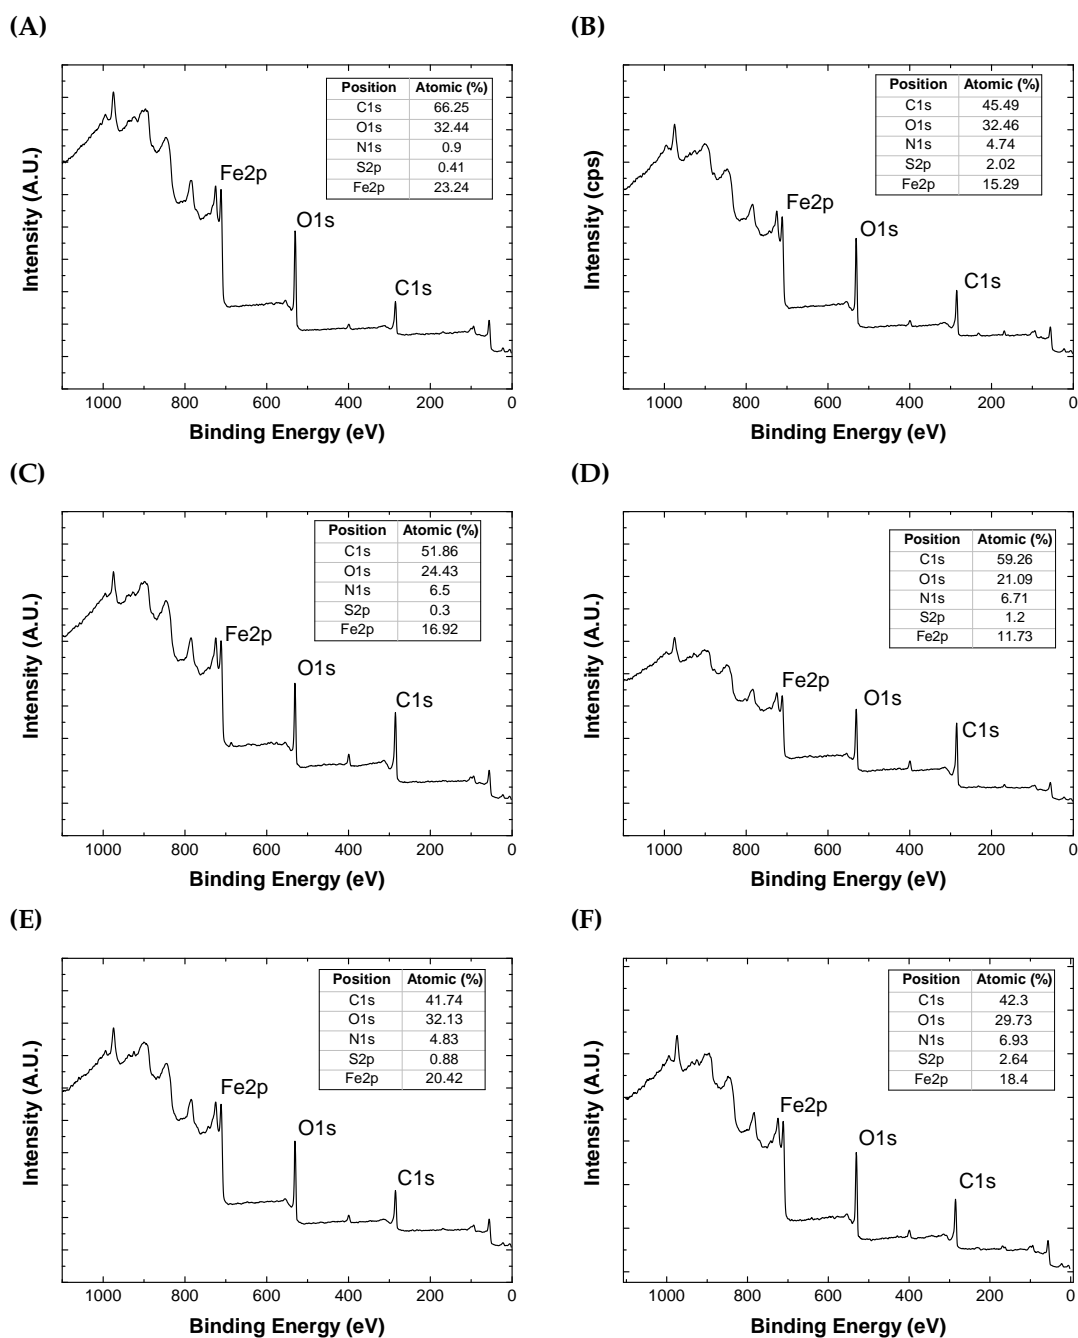 (A)
Position Atomic (%)
C1s 66.25
O1s 32.44
N1s 0.9
S2p 0.41
Fe2p 23.24
Fe2p
O1s
C1s
Intensity (A.U.)
1000 800 600 400 200 0
Binding Energy (eV)
(B)
Position Atomic (%)
C1s 45.49
O1s 32.46
N1s 4.74
S2p 2.02
Fe2p 15.29
Fe2p
O1s
C1s
Intensity (cps)
1000 800 600 400 200 0
Binding Energy (eV)
(C)
Position Atomic (%)
C1s 51.86
O1s 24.43
N1s 6.5
S2p 0.3
Fe2p 16.92
Fe2p
O1s
C1s
Intensity (A.U.)
1000 800 600 400 200 0
Binding Energy (eV)
(D)
Position Atomic (%)
C1s 59.26
O1s 21.09
N1s 6.71
S2p 1.2
Fe2p 11.73
Fe2p
O1s
C1s
Intensity (A.U.)
1000 800 600 400 200 0
Binding Energy (eV)
(E)
Position Atomic (%)
C1s 41.74
O1s 32.13
N1s 4.83
S2p 0.88
Fe2p 20.42
Fe2p
O1s
C1s
Intensity (A.U.)
1000 800 600 400 200 0
Binding Energy (eV)
(F)
Position Atomic (%)
C1s 42.3
O1s 29.73
N1s 6.93
S2p 2.64
Fe2p 18.4
Fe2p
O1s
C1s
Intensity (A.U.)
1000 800 600 400 200 0
Binding Energy (eV)